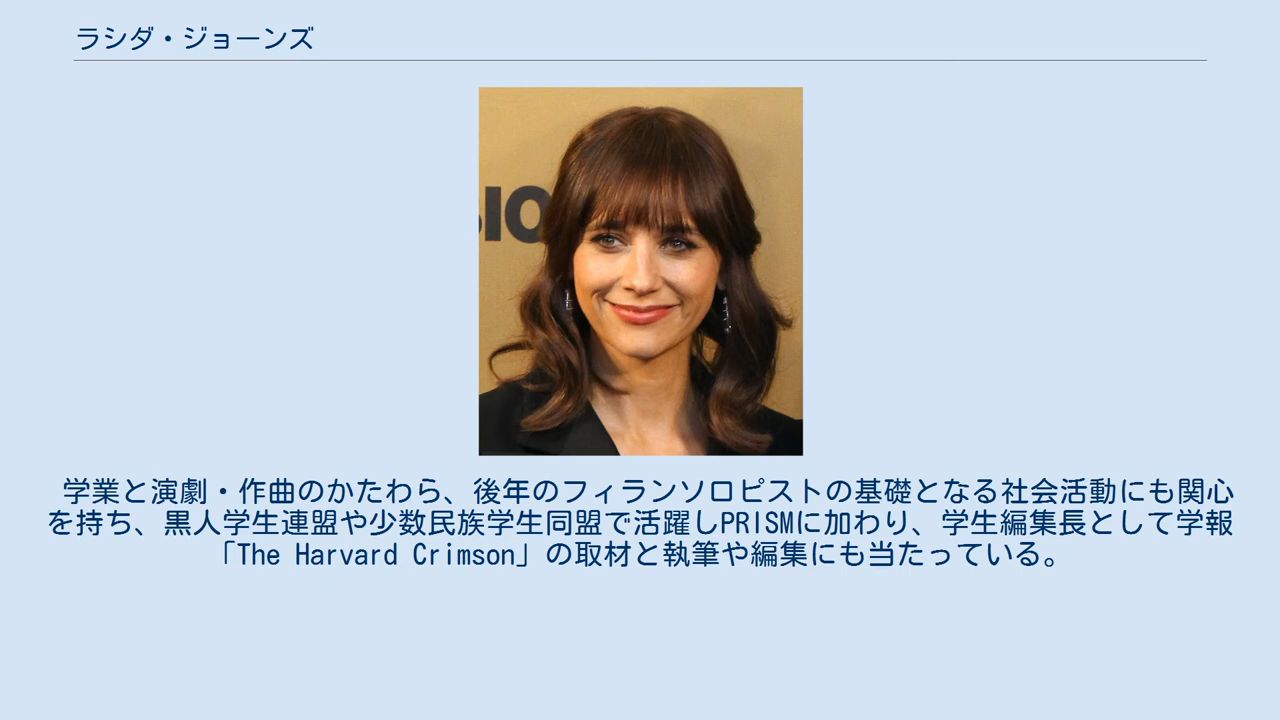 ラシダ・ジョーンズ
IO
学業と演劇・作曲のかたわら、後年のフィランソロピストの基礎となる社会活動にも関心
を持ち、黒人学生連盟や少数民族学生同盟で活躍しPRISMに加わり、学生編集長として学報
「The Harvard Crimson」の取材と執筆や編集にも当たっている。